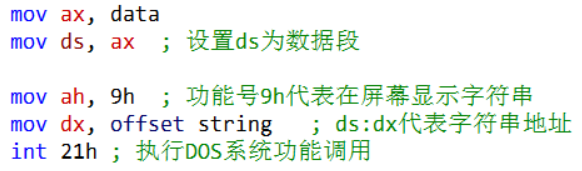 mov ax, data
mov ds, ax  ; 设置ds为数据段
mov ah, 9h  ; 功能号9h代表在屏幕显示字符串
mov dx, offset string   ; ds:dx代表字符串地址
int 21h ; 执行DOS系统功能调用